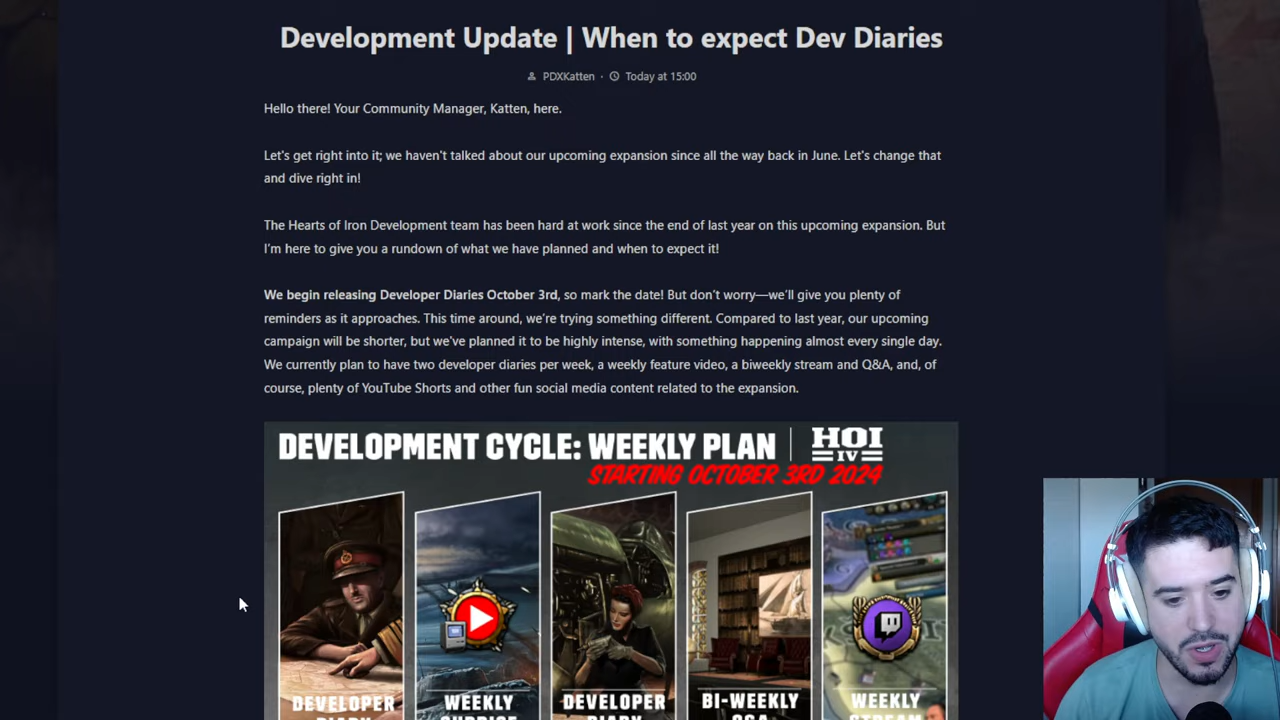 Development Update | When to expect Dev Diaries
PDXKatten · Today at 15:00
Hello there! Your Community Manager, Katten, here.
Let's get right into it; we haven't talked about our upcoming expansion since all the way back in June. Let's change that
and dive right in!
The Hearts of Iron Development team has been hard at work since the end of last year on this upcoming expansion. But
I'm here to give you a rundown of what we have planned and when to expect it!
We begin releasing Developer Diaries October 3rd, so mark the date! But don't worry—we'll give you plenty of
reminders as it approaches. This time around, we're trying something different. Compared to last year, our upcoming
campaign will be shorter, but we've planned it to be highly intense, with something happening almost every single day.
We currently plan to have two developer diaries per week, a weekly feature video, a biweekly stream and Q&A, and, of
course, plenty of YouTube Shorts and other fun social media content related to the expansion.
DEVELOPMENT CYCLE: WEEKLY PLAN | HOI
IV
STARTING OCTOBER 3RD 2024
DEVELOPER WEEKLY DEVELOPER BI-WEEKLY WEEKLY
DIARY SURPRISE DIARY Q&A STREAM